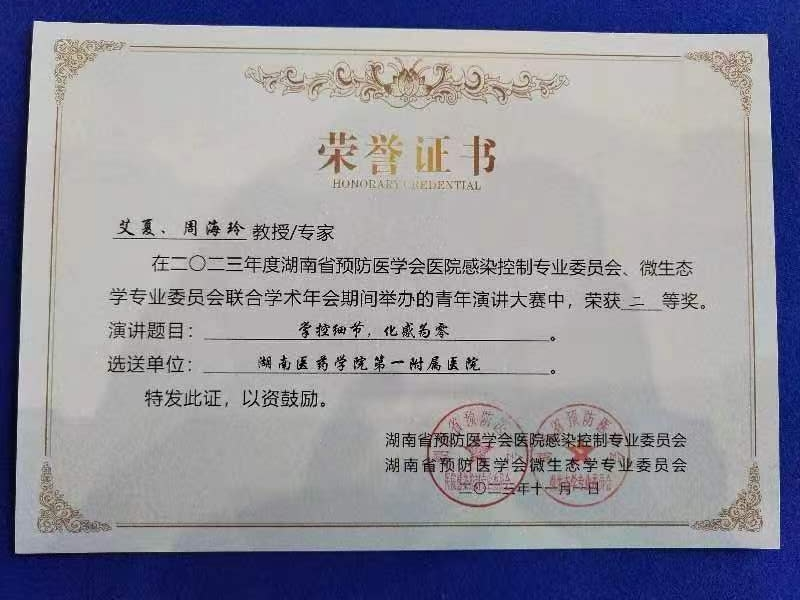 荣誉证书
HONORARY CREDENTIAL
艾夏、周海玲 教授/专家
在二〇二三年度湖南省预防医学会医院感染控制专业委员会、微生态
学专业委员会联合学术年会期间举办的青年演讲大赛中，荣获 二 等奖。
演讲题目： 掌控细节，化感为零 。
选送单位： 湖南医药学院第一附属医院 。
特发此证，以资鼓励。
湖南省预防医学会医院感染控制专业委员会
湖南省预防医学会微生态学专业委员会
二〇二三年十一月 日